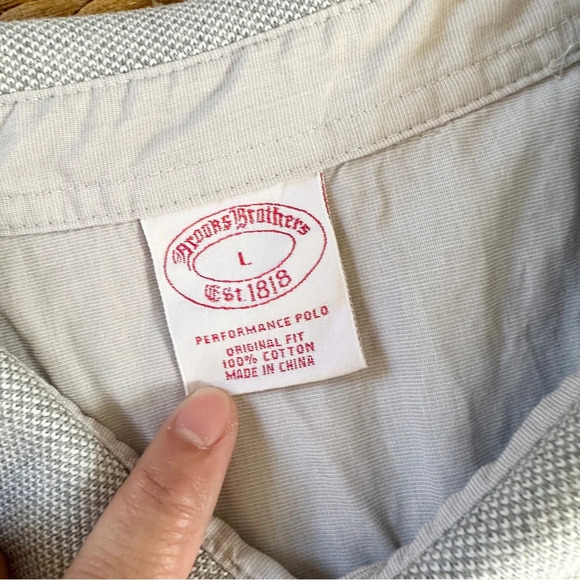 Brooks Brothers
L
Est. 1818
PERFORMANCE POLO
ORIGINAL FIT
100% COTTON
MADE IN CHINA